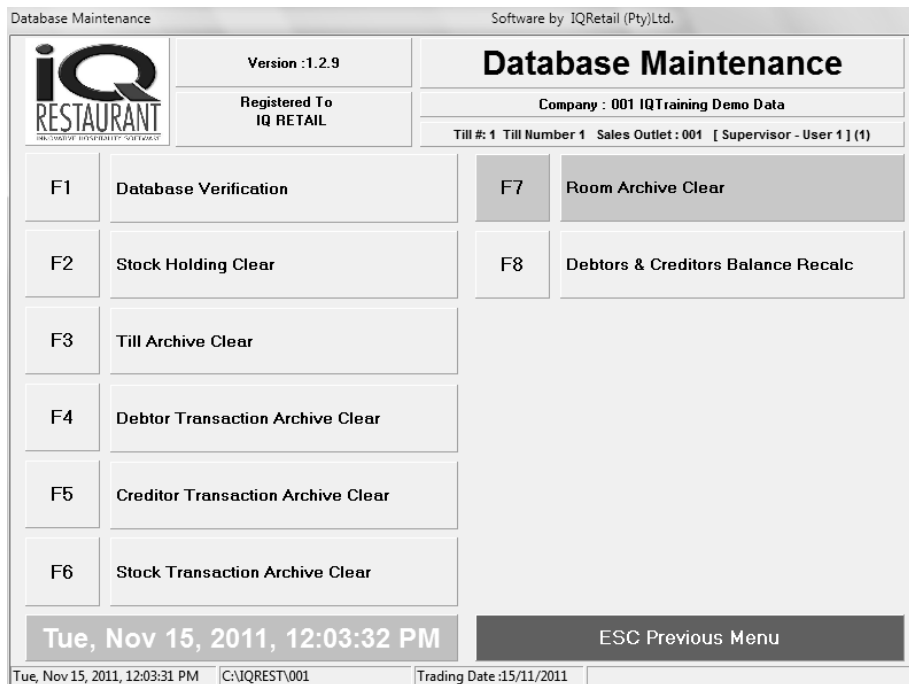 Database Maintenance
Software by IQRetail (Pty)Ltd.
iQ
RESTAURANT
INNOVATIVE HOSPITALITY SOFTWARE
Version :1.2.9
Registered To
IQ RETAIL
Database Maintenance
Company : 001 IQTraining Demo Data
Till #: 1 Till Number 1 Sales Outlet : 001 [ Supervisor - User 1 ] (1)
F1 Database Verification
F2 Stock Holding Clear
F3 Till Archive Clear
F4 Debtor Transaction Archive Clear
F5 Creditor Transaction Archive Clear
F6 Stock Transaction Archive Clear
F7 Room Archive Clear
F8 Debtors & Creditors Balance Recalc
Tue, Nov 15, 2011, 12:03:32 PM
ESC Previous Menu
Tue, Nov 15, 2011, 12:03:31 PM C:\IQREST\001 Trading Date :15/11/2011